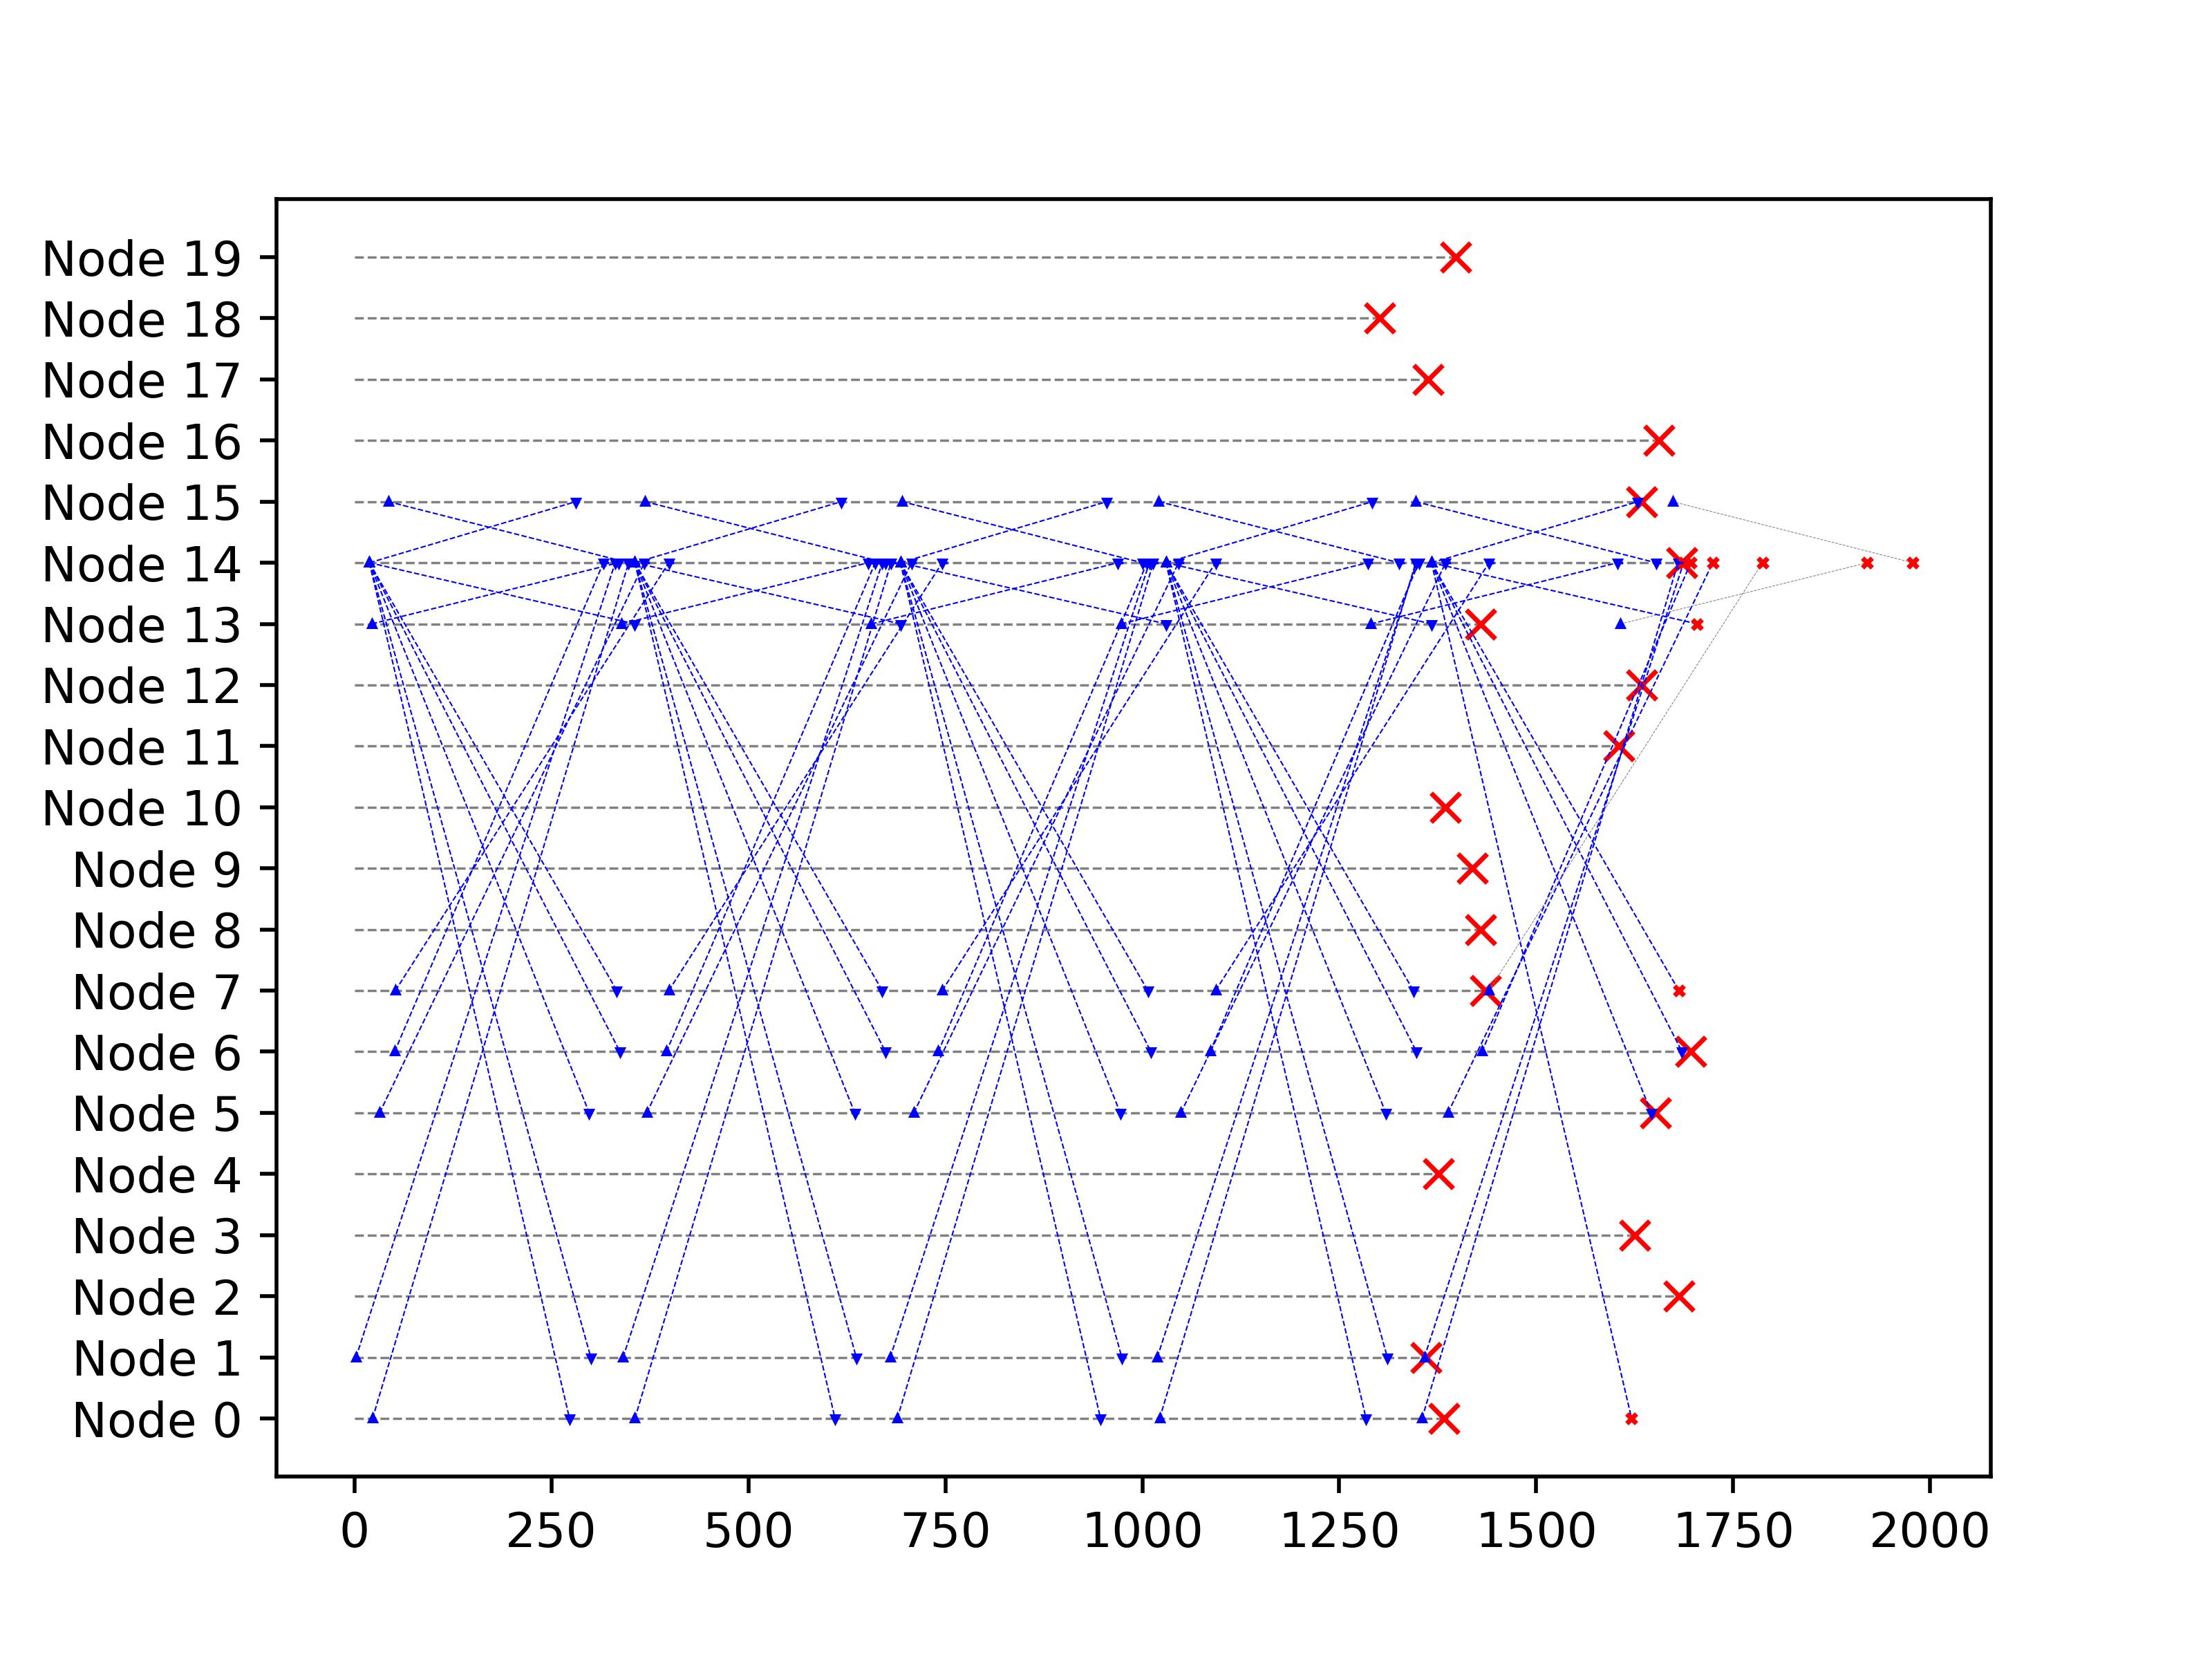 Node 19
Node 18
Node 17
Node 16
Node 15
Node 14
Node 13
Node 12
Node 11
Node 10
Node 9
Node 8
Node 7
Node 6
Node 5
Node 4
Node 3
Node 2
Node 1
Node 0
0 250 500 750 1000 1250 1500 1750 2000